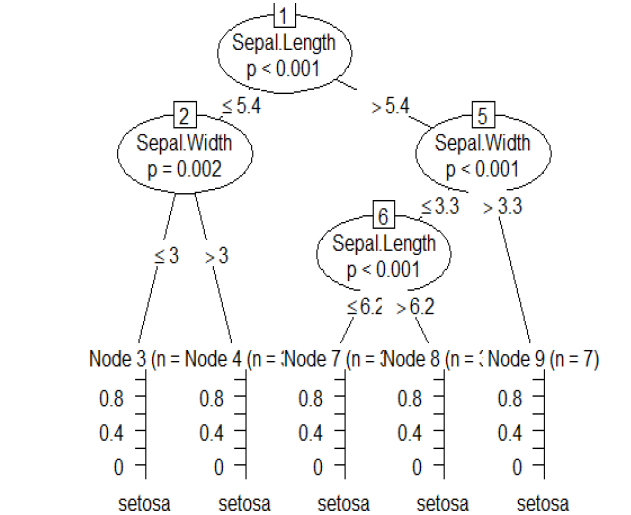 1
Sepal.Length
p < 0.001
≤ 5.4
> 5.4
2
Sepal.Width
p = 0.002
5
Sepal.Width
p < 0.001
≤ 3.3
> 3.3
6
Sepal.Length
p < 0.001
≤ 3
> 3
≤ 6.2
> 6.2
Node 3 (n = Node 4 (n = Node 7 (n = Node 8 (n = Node 9 (n = 7)
0.8 0.8 0.8 0.8 0.8
0.4 0.4 0.4 0.4 0.4
0 0 0 0 0
setosa setosa setosa setosa setosa